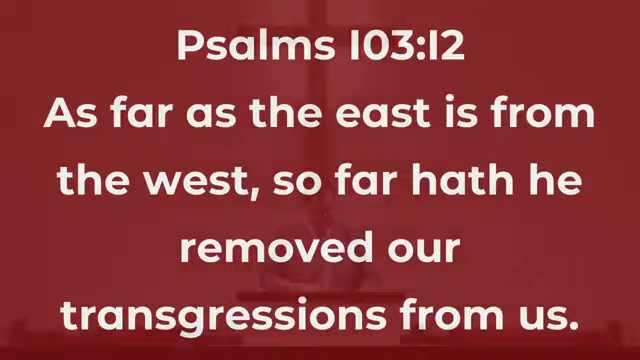 Psalms 103:12
As far as the east is from
the west, so far hath he
removed our
transgressions from us.